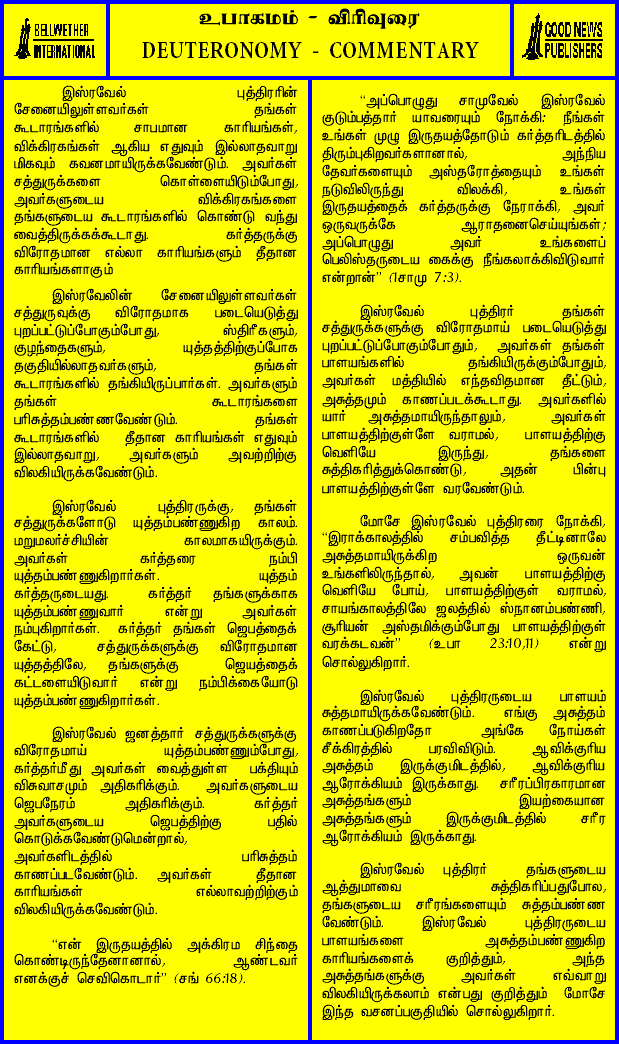 BELLWETHER
INTERNATIONAL
உபாகமம் - விரிவுரை
DEUTERONOMY - COMMENTARY
GOOD NEWS
PUBLISHERS
இஸ்ரவேல் புத்திரரின்
சேனையிலுள்ளவர்கள் தங்கள்
கூடாரங்களில் சாபமான காரியங்கள்,
விக்கிரகங்கள் ஆகிய எதுவும் இல்லாதவாறு
மிகவும் கவனமாயிருக்கவேண்டும். அவர்கள்
சத்துருக்களை கொள்ளையிடும்போது,
அவர்களுடைய விக்கிரகங்களை
தங்களுடைய கூடாரங்களில் கொண்டு வந்து
வைத்திருக்கக்கூடாது. கர்த்தருக்கு
விரோதமான எல்லா காரியங்களும் தீதான
காரியங்களாகும்
இஸ்ரவேலின் சேனையிலுள்ளவர்கள்
சத்துருவுக்கு விரோதமாக படையெடுத்து
புறப்பட்டுப்போகும்போது, ஸ்திரீகளும்,
குழந்தைகளும், யுத்தத்திற்குப்போக
தகுதியில்லாதவர்களும், தங்கள்
கூடாரங்களில் தங்கியிருப்பார்கள். அவர்களும்
தங்கள் கூடாரங்களை
பரிசுத்தம்பண்ணவேண்டும். தங்கள்
கூடாரங்களில் தீதான காரியங்கள் எதுவும்
இல்லாதவாறு, அவர்களும் அவற்றிற்கு
விலகியிருக்கவேண்டும்.
இஸ்ரவேல் புத்திரருக்கு, தங்கள்
சத்துருக்களோடு யுத்தம்பண்ணுகிற காலம்.
மறுமலர்ச்சியின் காலமாகயிருக்கும்.
அவர்கள் கர்த்தரை நம்பி
யுத்தம்பண்ணுகிறார்கள். யுத்தம்
கர்த்தருடையது. கர்த்தர் தங்களுக்காக
யுத்தம்பண்ணுவார் என்று அவர்கள்
நம்புகிறார்கள். கர்த்தர் தங்கள் ஜெபத்தைக்
கேட்டு, சத்துருக்களுக்கு விரோதமான
யுத்தத்திலே, தங்களுக்கு ஜெயத்தைக்
கட்டளையிடுவார் என்று நம்பிக்கையோடு
யுத்தம்பண்ணுகிறார்கள்.
இஸ்ரவேல் ஜனத்தார் சத்துருக்களுக்கு
விரோதமாய் யுத்தம்பண்ணும்போது,
கர்த்தர்மீது அவர்கள் வைத்துள்ள பக்தியும்
விசுவாசமும் அதிகரிக்கும். அவர்களுடைய
ஜெபநேரம் அதிகரிக்கும். கர்த்தர்
அவர்களுடைய ஜெபத்திற்கு பதில்
கொடுக்கவேண்டுமென்றால்,
அவர்களிடத்தில் பரிசுத்தம்
காணப்படவேண்டும். அவர்கள் தீதான
காரியங்கள் எல்லாவற்றிற்கும்
விலகியிருக்கவேண்டும்.
“என் இருதயத்தில் அக்கிரம சிந்தை
கொண்டிருந்தேனானால், ஆண்டவர்
எனக்குச் செவிகொடார்” (சங் 66:18).
“அப்பொழுது சாமுவேல் இஸ்ரவேல்
குடும்பத்தார் யாவரையும் நோக்கி: நீங்கள்
உங்கள் முழு இருதயத்தோடும் கர்த்தரிடத்தில்
திரும்புகிறவர்களானால், அந்நிய
தேவர்களையும் அஸ்தரோத்தையும் உங்கள்
நடுவிலிருந்து விலக்கி, உங்கள்
இருதயத்தைக் கர்த்தருக்கு நேராக்கி, அவர்
ஒருவருக்கே ஆராதனைசெய்யுங்கள்;
அப்பொழுது அவர் உங்களைப்
பெலிஸ்தருடைய கைக்கு நீங்கலாக்கிவிடுவார்
என்றான்” (1சாமு 7:3).
இஸ்ரவேல் புத்திரர் தங்கள்
சத்துருக்களுக்கு விரோதமாய் படையெடுத்து
புறப்பட்டுப்போகும்போதும், அவர்கள் தங்கள்
பாளயங்களில் தங்கியிருக்கும்போதும்,
அவர்கள் மத்தியில் எந்தவிதமான தீட்டும்,
அசுத்தமும் காணப்படக்கூடாது. அவர்களில்
யார் அசுத்தமாயிருந்தாலும், அவர்கள்
பாளயத்திற்குள்ளே வராமல், பாளயத்திற்கு
வெளியே இருந்து, தங்களை
சுத்திகரித்துக்கொண்டு, அதன் பின்பு
பாளயத்திற்குள்ளே வரவேண்டும்.
மோசே இஸ்ரவேல் புத்திரரை நோக்கி,
“இராக்காலத்தில் சம்பவித்த தீட்டினாலே
அசுத்தமாயிருக்கிற ஒருவன்
உங்களிலிருந்தால், அவன் பாளயத்திற்கு
வெளியே போய், பாளயத்திற்குள் வராமல்,
சாயங்காலத்திலே ஜலத்தில் ஸ்நானம்பண்ணி,
சூரியன் அஸ்தமிக்கும்போது பாளயத்திற்குள்
வரக்கடவன்” (உபா 23:10,11) என்று
சொல்லுகிறார்.
இஸ்ரவேல் புத்திரருடைய பாளயம்
சுத்தமாயிருக்கவேண்டும். எங்கு அசுத்தம்
காணப்படுகிறதோ அங்கே நோய்கள்
சீக்கிரத்தில் பரவிவிடும். ஆவிக்குரிய
அசுத்தம் இருக்குமிடத்தில், ஆவிக்குரிய
ஆரோக்கியம் இருக்காது. சரீரப்பிரகாரமான
அசுத்தங்களும் இயற்கையான
அசுத்தங்களும் இருக்குமிடத்தில் சரீர
ஆரோக்கியம் இருக்காது.
இஸ்ரவேல் புத்திரர் தங்களுடைய
ஆத்துமாவை சுத்திகரிப்பதுபோல,
தங்களுடைய சரீரங்களையும் சுத்தம்பண்ண
வேண்டும். இஸ்ரவேல் புத்திரருடைய
பாளயங்களை அசுத்தம்பண்ணுகிற
காரியங்களைக் குறித்தும், அந்த
அசுத்தங்களுக்கு அவர்கள் எவ்வாறு
விலகியிருக்கலாம் என்பது குறித்தும் மோசே
இந்த வசனப்பகுதியில் சொல்லுகிறார்.